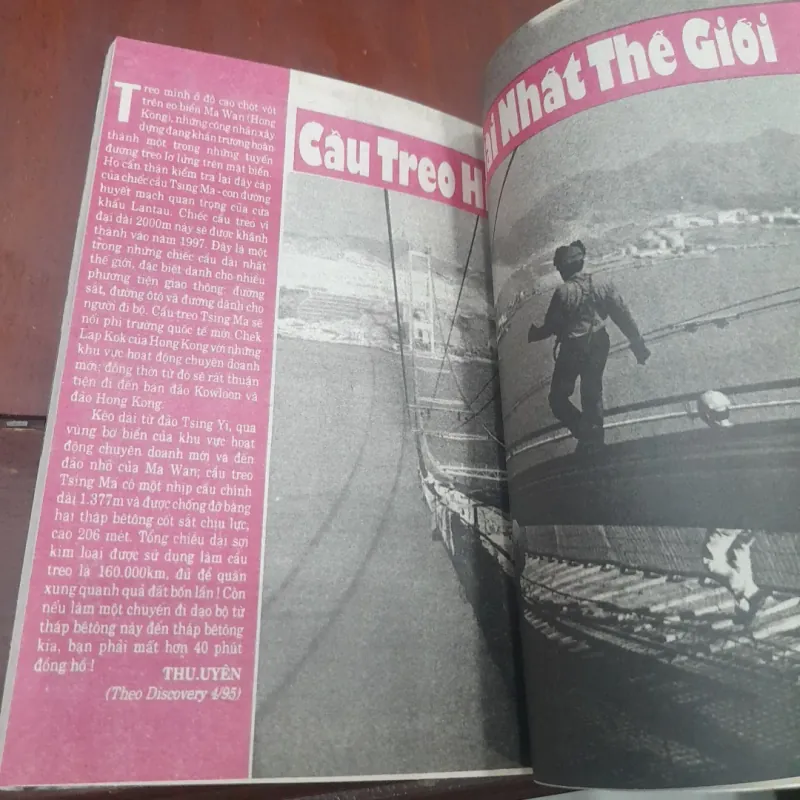 Cầu Treo H
ài Nhất Thế Giới
Treo mình ở độ cao chót vót
trên eo biển Ma Wan (Hong
Kong), những công nhân xây
dựng đang khẩn trương hoàn
thành một trong những tuyến
đường treo lơ lửng trên mặt biển.
Họ cẩn thận kiểm tra lại dây cáp
của chiếc cầu Tsing Ma - con đường
huyết mạch quan trọng của cửa
khẩu Lantau. Chiếc cầu treo vĩ
đại dài 2000m này sẽ được khánh
thành vào năm 1997. Đây là một
trong những chiếc cầu dài nhất
thế giới, đặc biệt dành cho nhiều
phương tiện giao thông: đường
sắt, đường ôtô và đường dành cho
người đi bộ. Cầu treo Tsing Ma sẽ
nối phi trường quốc tế mới Chek
Lap Kok của Hong Kong với những
khu vực hoạt động chuyên doanh
mới; đồng thời từ đó sẽ rất thuận
tiện đi đến bán đảo Kowloon và
đảo Hong Kong.
Kéo dài từ đảo Tsing Yi, qua
vùng bờ biển của khu vực hoạt
động chuyên doanh mới và đến
đảo nhỏ của Ma Wan; cầu treo
Tsing Ma có một nhịp cầu chính
dài 1.377m và được chống đỡ bằng
hai tháp bêtông cốt sắt chịu lực,
cao 206 mét. Tổng chiều dài sợi
kim loại được sử dụng làm cầu
treo là 160.000km, đủ để quấn
xung quanh quả đất bốn lần ! Còn
nếu làm một chuyến đi dạo bộ từ
tháp bêtông này đến tháp bêtông
kia, bạn phải mất hơn 40 phút
đồng hồ !
THU.UYÊN
(Theo Discovery 4/95)